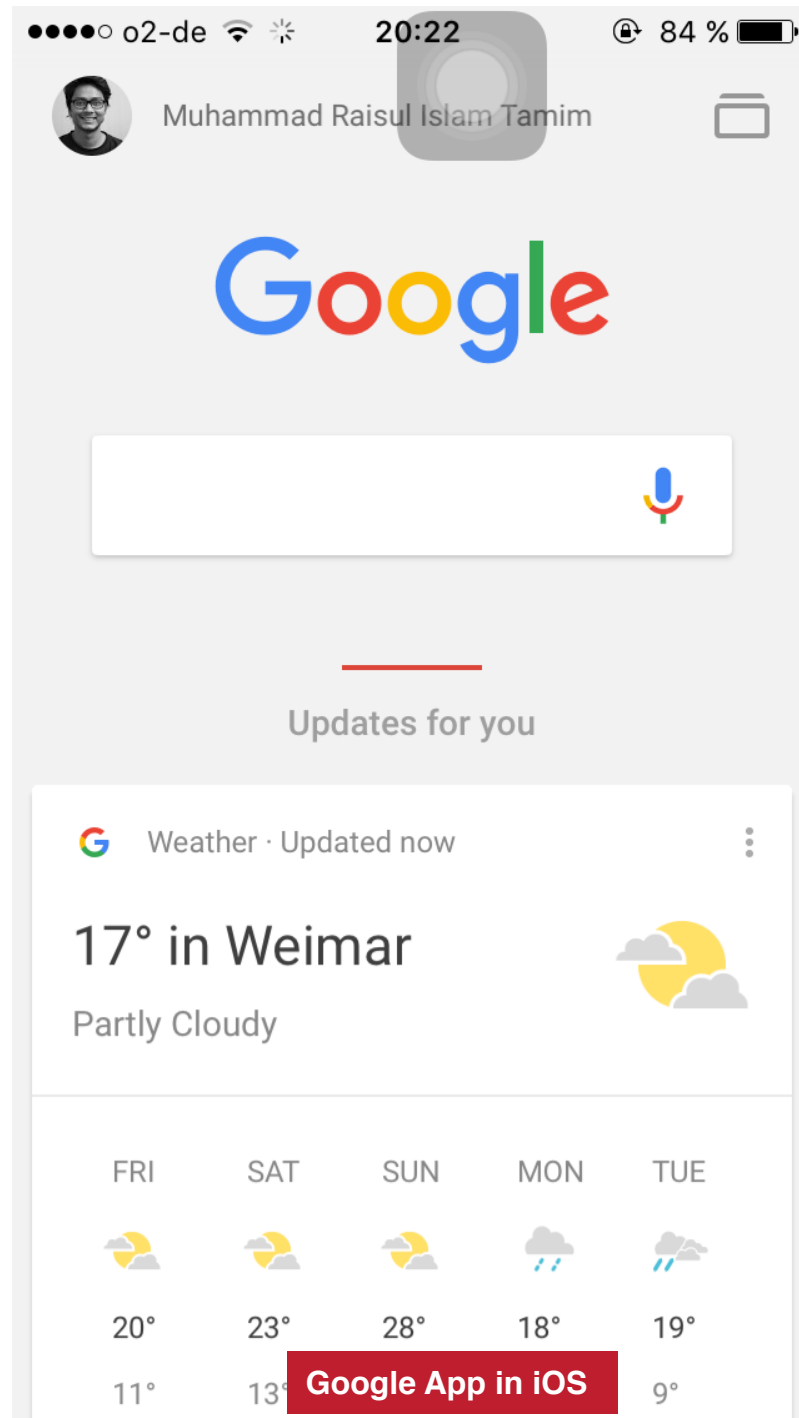 o2-de 20:22 84 %
Muhammad Raisul Islam Tamim
Google
Updates for you
G Weather · Updated now
17° in Weimar
Partly Cloudy
FRI SAT SUN MON TUE
20° 23° 28° 18° 19°
11° 13° 9°
Google App in iOS